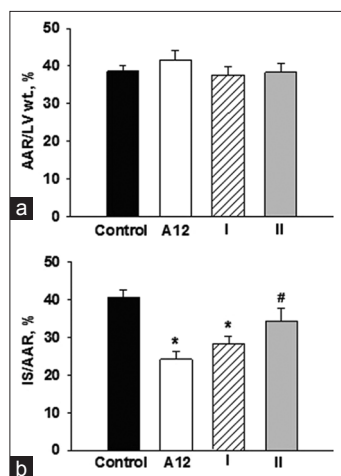 50
40
30
20
10
0
AAR/LV wt., %
Control A12 I II
a
50
40
30
20
10
0
IS/AAR, %
* * #
Control A12 I II
b